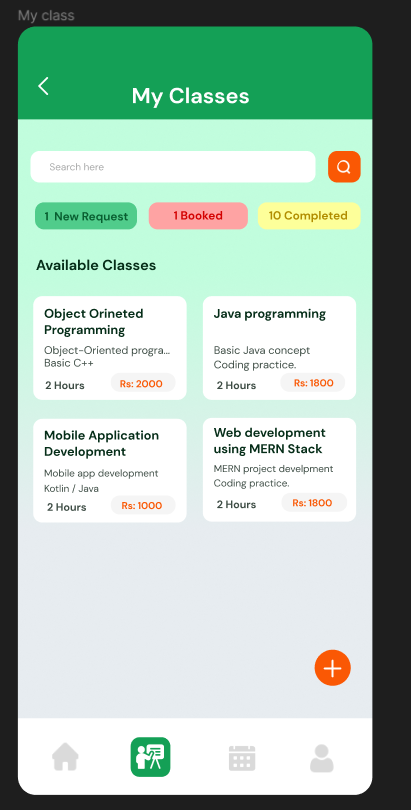 My class
My Classes
Search here
1 New Request
1 Booked
10 Completed
Available Classes
Object Orineted
Programming
Object-Oriented progra...
Basic C++
2 Hours
Rs: 2000
Java programming
Basic Java concept
Coding practice.
2 Hours
Rs: 1800
Mobile Application
Development
Mobile app development
Kotlin / Java
2 Hours
Rs: 1000
Web development
using MERN Stack
MERN project develpment
Coding practice.
2 Hours
Rs: 1800